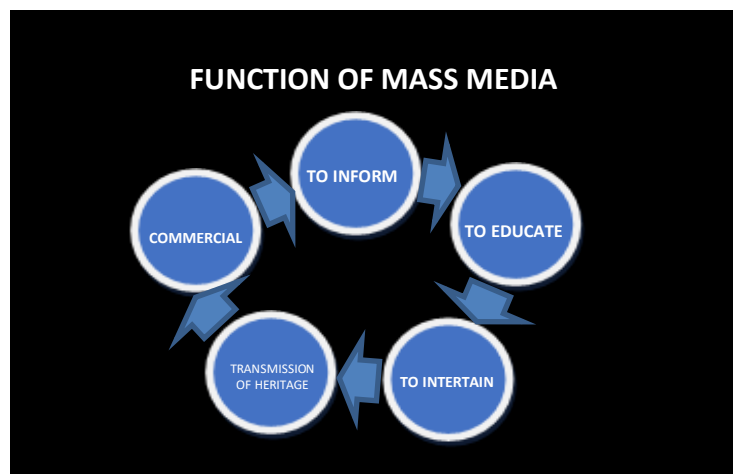 FUNCTION OF MASS MEDIA
TO INFORM
TO EDUCATE
TO INTERTAIN
TRANSMISSION
OF HERITAGE
COMMERCIAL